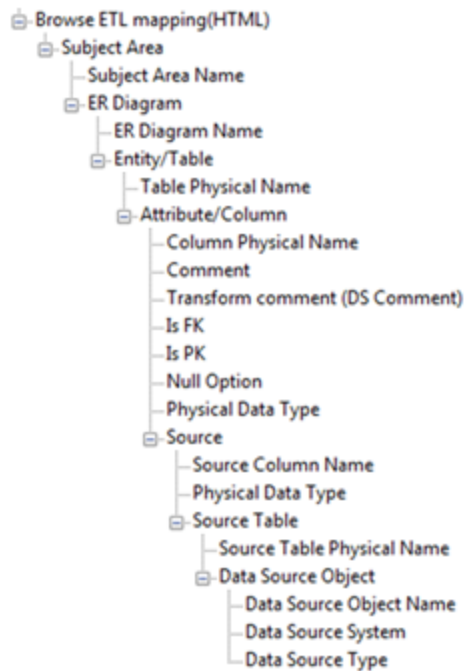 Browse ETL mapping(HTML)
Subject Area
Subject Area Name
ER Diagram
ER Diagram Name
Entity/Table
Table Physical Name
Attribute/Column
Column Physical Name
Comment
Transform comment (DS Comment)
Is FK
Is PK
Null Option
Physical Data Type
Source
Source Column Name
Physical Data Type
Source Table
Source Table Physical Name
Data Source Object
Data Source Object Name
Data Source System
Data Source Type